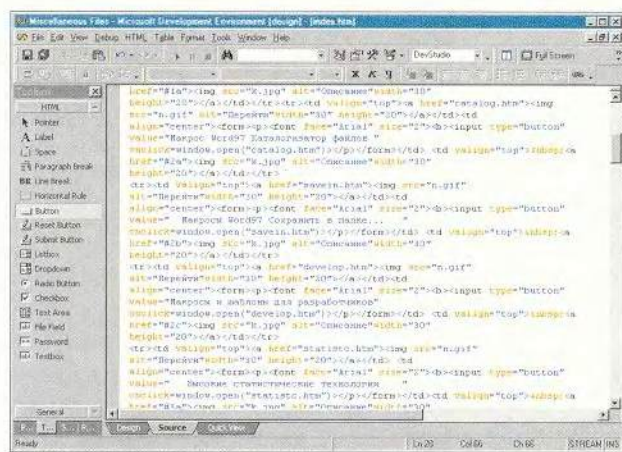 Miscellaneous Files - Microsoft Development Environment [design] - [index.htm]
File Edit View Debug HTML Table Format Tools Window Help
DevStudio
Full Screen
Ж К Ч
HTML
Pointer
Label
Space
Paragraph Break
BR Line Break
Horizontal Rule
Button
Reset Button
Submit Button
Listbox
Dropdown
Radio Button
Checkbox
Text Area
File Field
Password
Textbox
General
href="#1a"><img src="k.jpg" alt="Описание"width="30"
height="20"></a></td></tr><tr><td valign="top"><a href="catalog.htm"><img
src="n.gif" alt="Перейти"width="30" height="20"></a></td><td
align="center"><form><p><font face="Arial" size="2"><b><input type="button"
value="Макрос Word97 Каталогизатор файлов "
onclick=window.open("catalog.htm")></p></form></td> <td valign="top">&nbsp;<a
href="#2a"><img src="k.jpg" alt="Описание"width="30"
height="20"></a></td></tr>
<tr><td valign="top"><a href="savein.htm"><img src="n.gif"
alt="Перейти"width="30" height="20"></a></td><td
align="center"><form><p><font face="Arial" size="2"><b><input type="button"
value=" Макросы Word97 Сохранить в папке...
onclick=window.open("savein.htm")></p></form></td> <td valign="top">&nbsp;<a
href="#2b"><img src="k.jpg" alt="Описание"width="30"
height="20"></a></td></tr>
<tr><td valign="top"><a href="develop.htm"><img src="n.gif"
alt="Перейти"width="30" height="20"></a></td><td
align="center"><form><p><font face="Arial" size="2"><b><input type="button"
value="Макросы и шаблоны для разработчиков"
onclick=window.open("develop.htm")></p></form></td> <td valign="top">&nbsp;<a
href="#2c"><img src="k.jpg" alt="Описание"width="30"
height="20"></a></td></tr>
<tr><td valign="top"><a href="statistc.htm"><img src="n.gif"
alt="Перейти"width="30" height="20"></a></td> <td
align="center"><form><p><font face="Arial" size="2"><b><input type="button"
value=" Высокие статистические технологии "
onclick=window.open("statistc.htm")></p></form></td> <td valign="top">&nbsp;<a
href="#3a"><img src="k.jpg" alt="Описание"width="30"
Design Source Quick View
Ready Ln 28 Col 66 Ch 66 STREAM INS